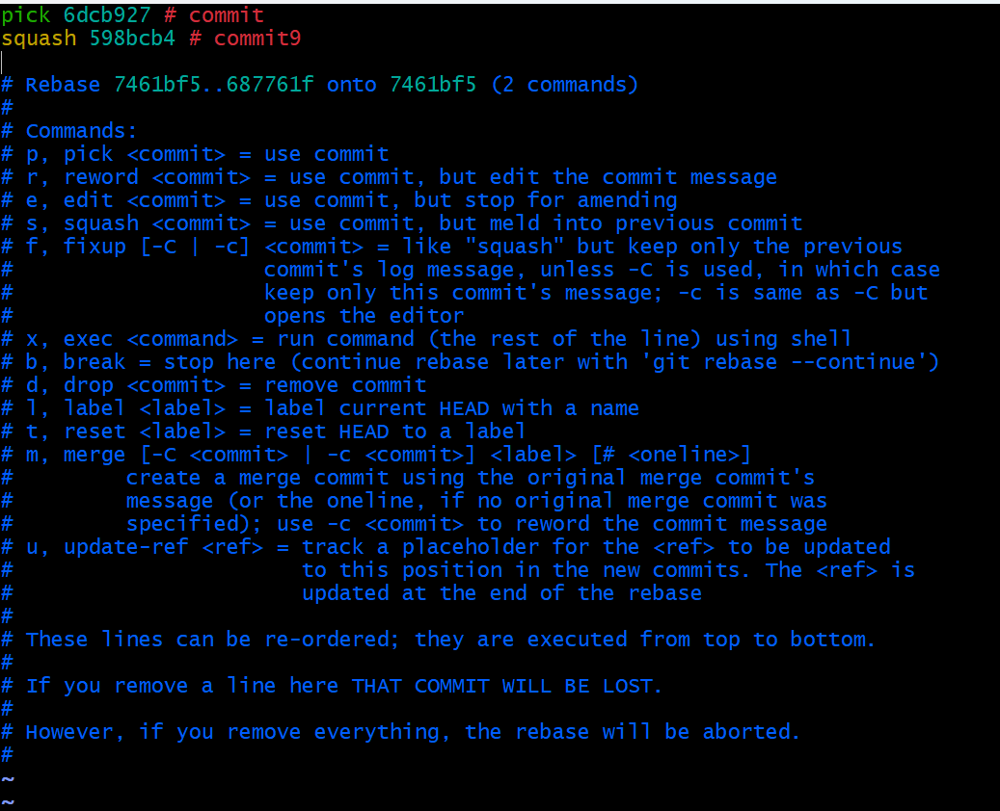 pick 6dcb927 # commit
squash 598bcb4 # commit9
# Rebase 7461bf5..687761f onto 7461bf5 (2 commands)
#
# Commands:
# p, pick <commit> = use commit
# r, reword <commit> = use commit, but edit the commit message
# e, edit <commit> = use commit, but stop for amending
# s, squash <commit> = use commit, but meld into previous commit
# f, fixup [-C | -c] <commit> = like "squash" but keep only the previous
#                    commit's log message, unless -C is used, in which case
#                    keep only this commit's message; -c is same as -C but
#                    opens the editor
# x, exec <command> = run command (the rest of the line) using shell
# b, break = stop here (continue rebase later with 'git rebase --continue')
# d, drop <commit> = remove commit
# l, label <label> = label current HEAD with a name
# t, reset <label> = reset HEAD to a label
# m, merge [-C <commit> | -c <commit>] <label> [# <oneline>]
#         create a merge commit using the original merge commit's
#         message (or the oneline, if no original merge commit was
#         specified); use -c <commit> to reword the commit message
# u, update-ref <ref> = track a placeholder for the <ref> to be updated
#                       to this position in the new commits. The <ref> is
#                       updated at the end of the rebase
#
# These lines can be re-ordered; they are executed from top to bottom.
#
# If you remove a line here THAT COMMIT WILL BE LOST.
#
# However, if you remove everything, the rebase will be aborted.
#
~
~